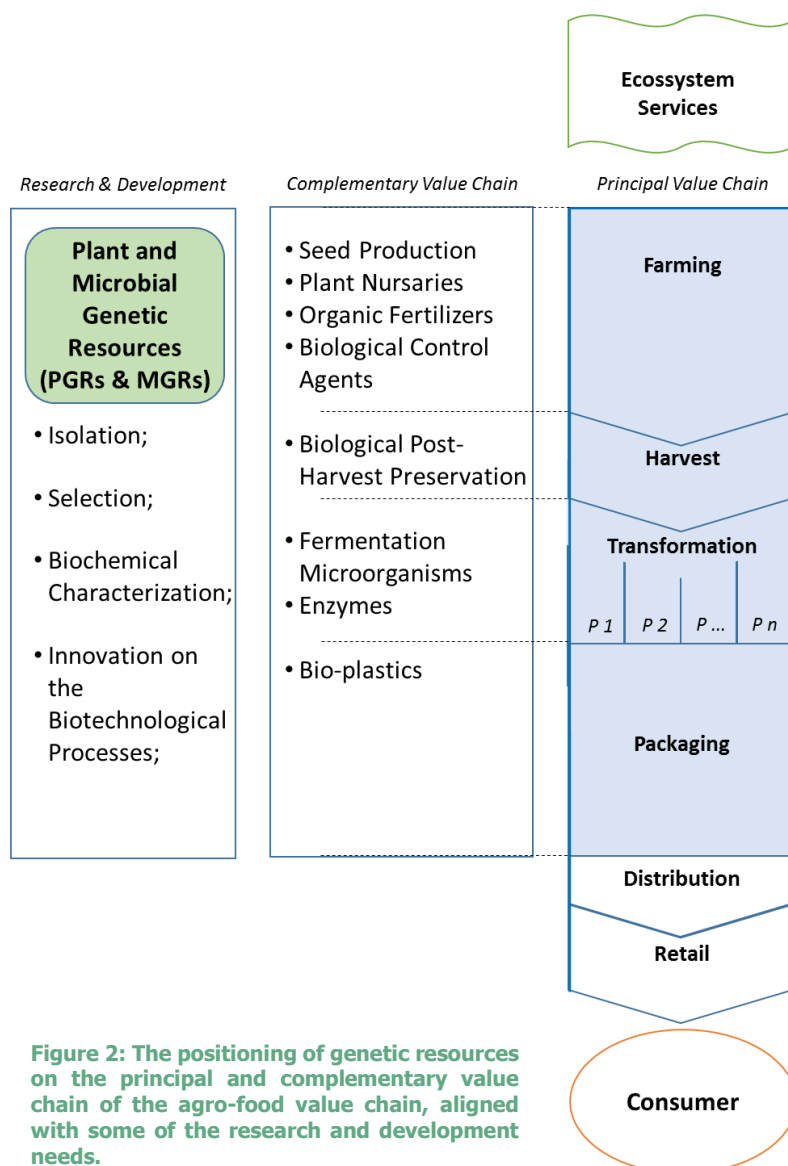 Ecossystem
Services
Research & Development
Complementary Value Chain
Principal Value Chain
Plant and
Microbial
Genetic
Resources
(PGRs & MGRs)
• Isolation;
• Selection;
• Biochemical
Characterization;
• Innovation on
the
Biotechnological
Processes;
• Seed Production
• Plant Nursaries
• Organic Fertilizers
• Biological Control
Agents
• Biological Post-
Harvest Preservation
• Fermentation
Microorganisms
• Enzymes
• Bio-plastics
Farming
Harvest
Transformation
P 1 P 2 P ... P n
Packaging
Distribution
Retail
Consumer
Figure 2: The positioning of genetic resources
on the principal and complementary value
chain of the agro-food value chain, aligned
with some of the research and development
needs.